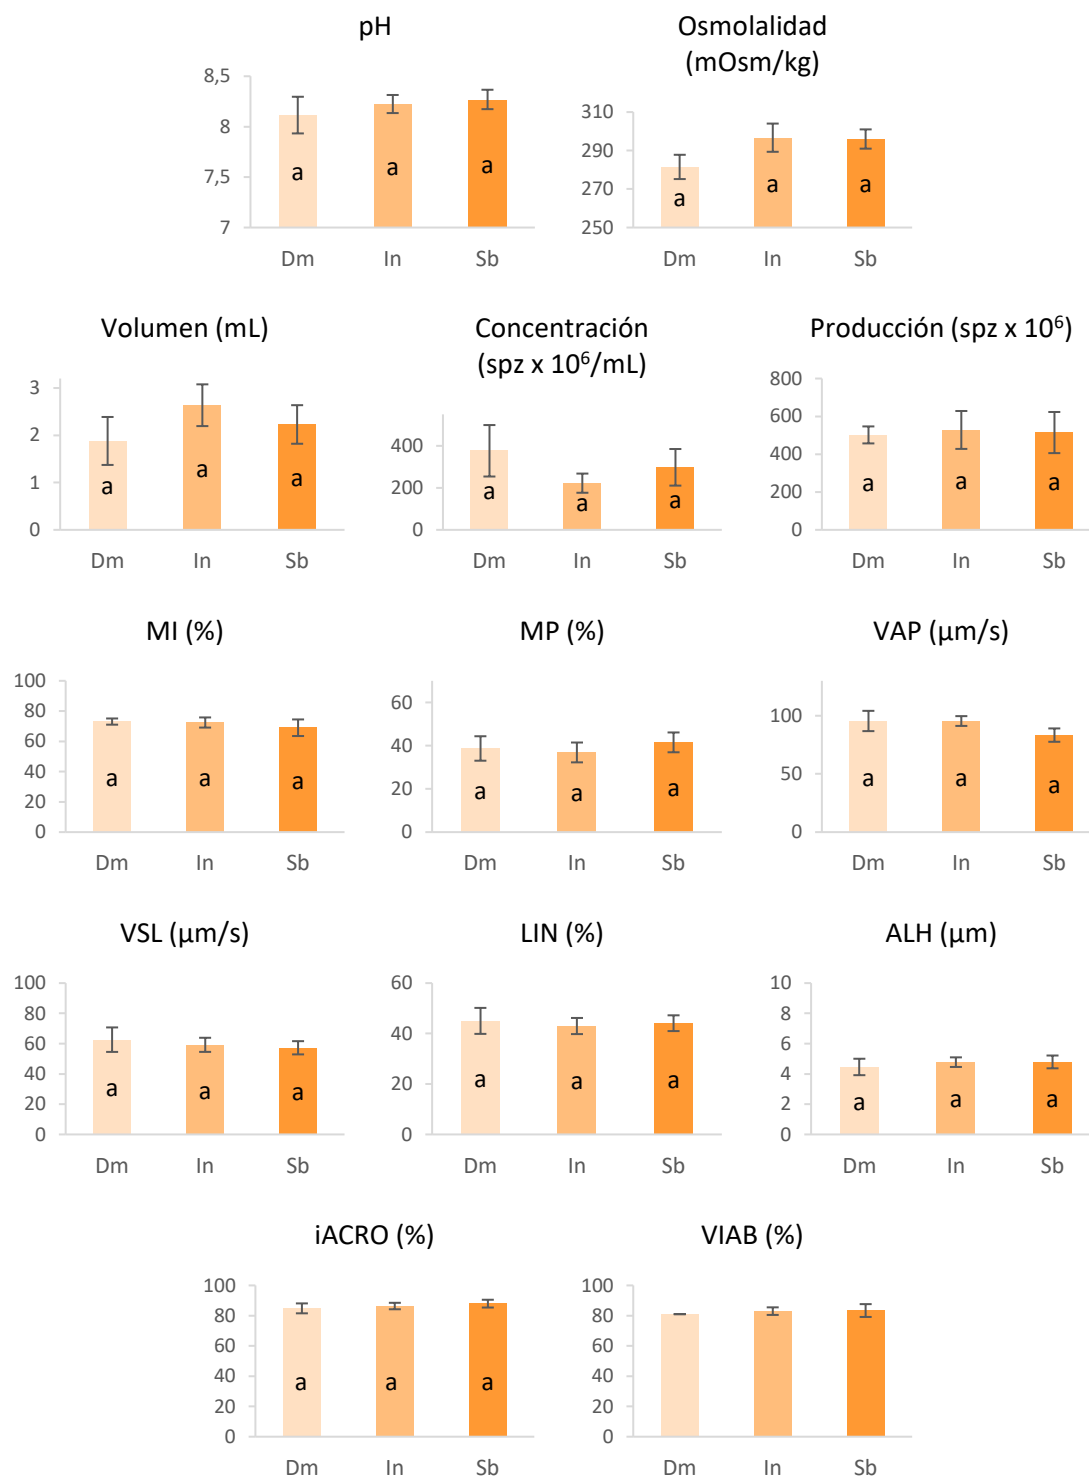 pH
8,5
8
7,5
7
a a a
Dm In Sb
Osmolalidad
(mOsm/kg)
310
290
270
250
a a a
Dm In Sb
Volumen (mL)
3
2
1
0
a a a
Dm In Sb
Concentración
(spz x 10⁶/mL)
400
200
0
a a a
Dm In Sb
Producción (spz x 10⁶)
800
600
400
200
0
a a a
Dm In Sb
MI (%)
100
80
60
40
20
0
a a a
Dm In Sb
MP (%)
60
40
20
0
a a a
Dm In Sb
VAP (µm/s)
100
50
0
a a a
Dm In Sb
VSL (µm/s)
100
80
60
40
20
0
a a a
Dm In Sb
LIN (%)
60
40
20
0
a a a
Dm In Sb
ALH (µm)
10
8
6
4
2
0
a a a
Dm In Sb
iACRO (%)
100
80
60
40
20
0
a a a
Dm In Sb
VIAB (%)
100
80
60
40
20
0
Dm In Sb